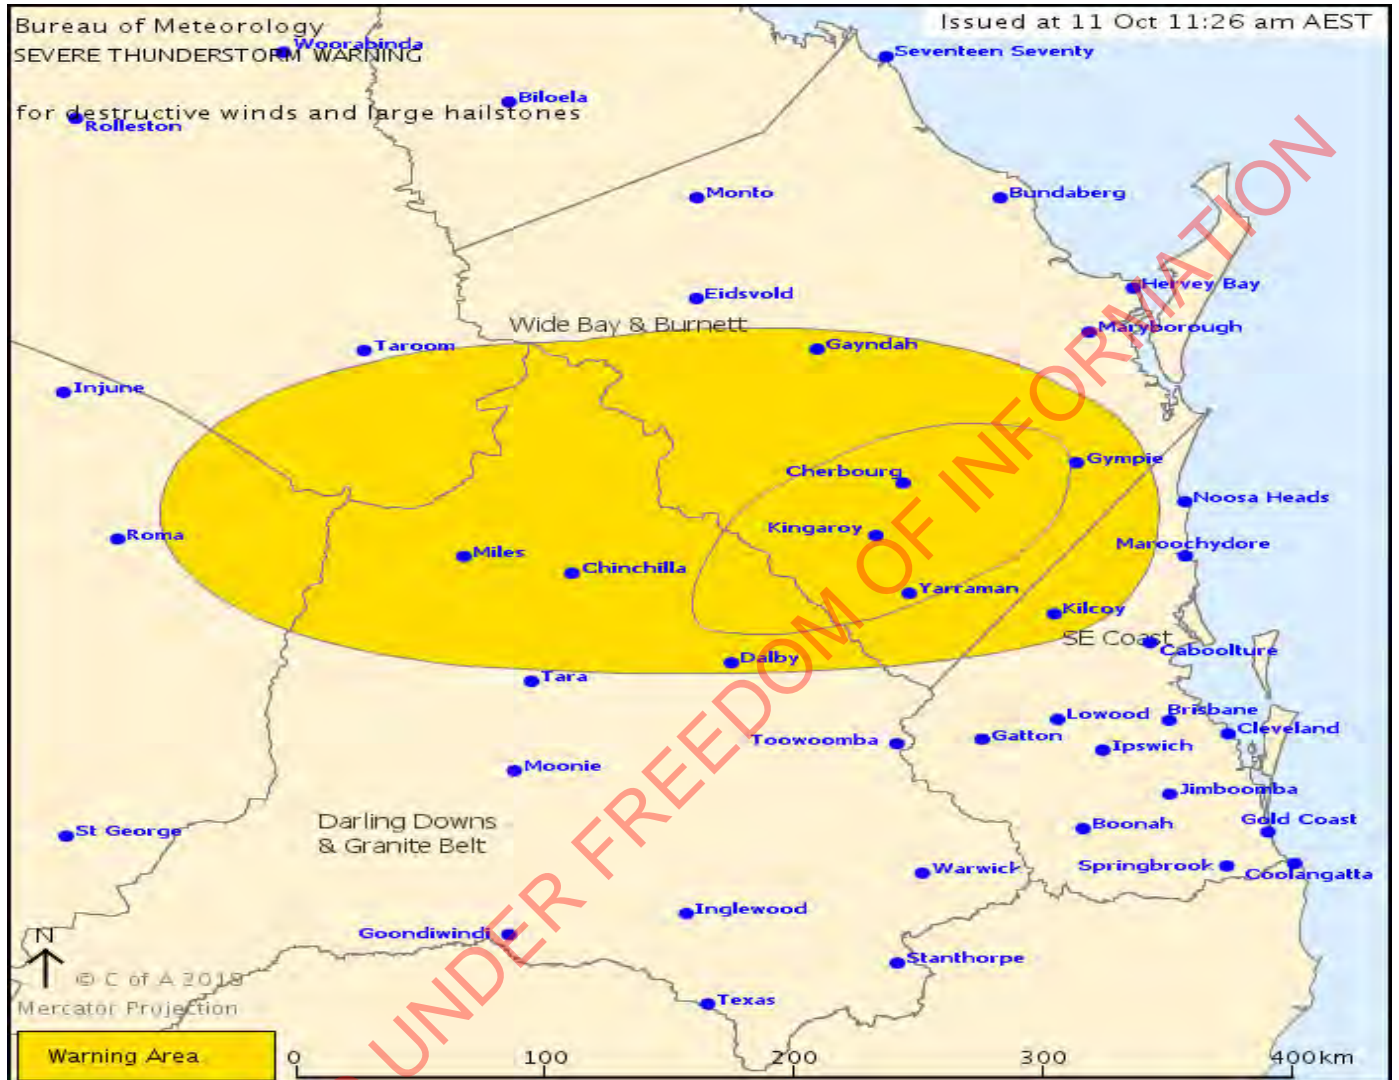 Bureau of Meteorology
Issued at 11 Oct 11:26 am AEST
Woorabinda
SEVERE THUNDERSTORM WARNING
Seventeen Seventy
Biloela
for destructive winds and large hailstones
Rolleston
Monto
Bundaberg
Hervey Bay
Eidsvold
Wide Bay & Burnett
Maryborough
Taroom
Gayndah
Injune
Gympie
Cherbourg
Noosa Heads
Kingaroy
Roma
Maroochydore
Miles
Chinchilla
Yarraman
Kilcoy
SE Coast
Caboolture
Dalby
Tara
Lowood
Brisbane
Cleveland
Toowoomba
Gatton
Ipswich
Moonie
Jimboomba
Darling Downs
& Granite Belt
Gold Coast
Boonah
St George
Springbrook
Warwick
Coolangatta
Inglewood
Goondiwindi
N
Stanthorpe
© C of A 2018
Mercator Projection
Texas
Warning Area
0 100 200 300 400km
UNDER FREEDOM OF INFORMATION